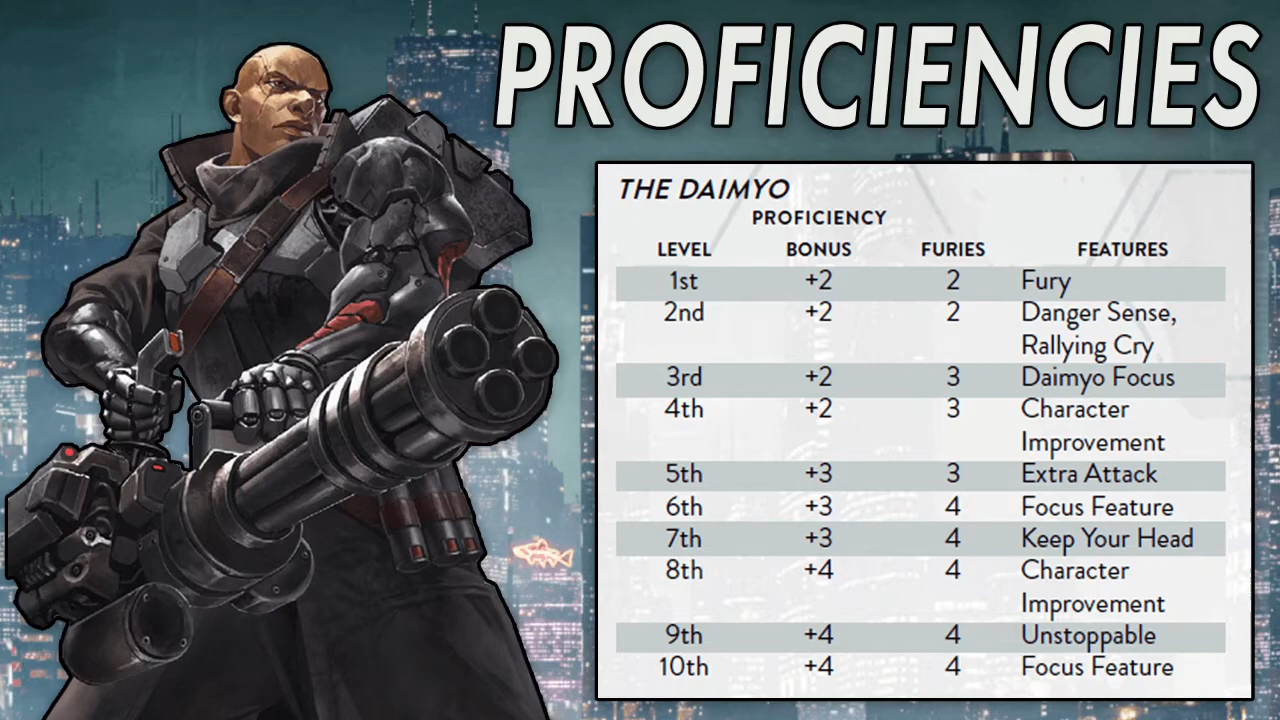 PROFICIENCIES
THE DAIMYO
PROFICIENCY
LEVEL BONUS FURIES FEATURES
1st +2 2 Fury
2nd +2 2 Danger Sense,
Rallying Cry
3rd +2 3 Daimyo Focus
4th +2 3 Character
Improvement
5th +3 3 Extra Attack
6th +3 4 Focus Feature
7th +3 4 Keep Your Head
8th +4 4 Character
Improvement
9th +4 4 Unstoppable
10th +4 4 Focus Feature